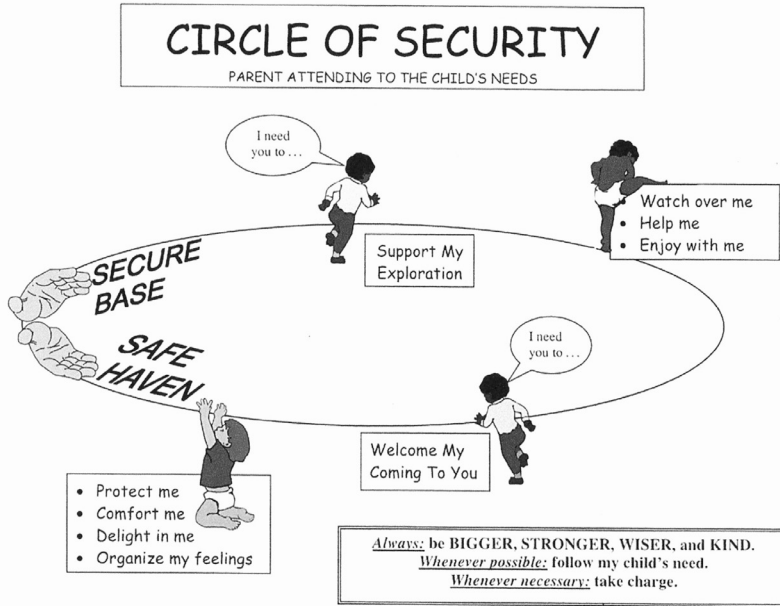 CIRCLE OF SECURITY
PARENT ATTENDING TO THE CHILD'S NEEDS
I need
you to ...
• Watch over me
• Help me
• Enjoy with me
Support My
Exploration
SECURE
BASE
SAFE
HAVEN
I need
you to ...
Welcome My
Coming To You
• Protect me
• Comfort me
• Delight in me
• Organize my feelings
Always: be BIGGER, STRONGER, WISER, and KIND.
Whenever possible: follow my child's need.
Whenever necessary: take charge.